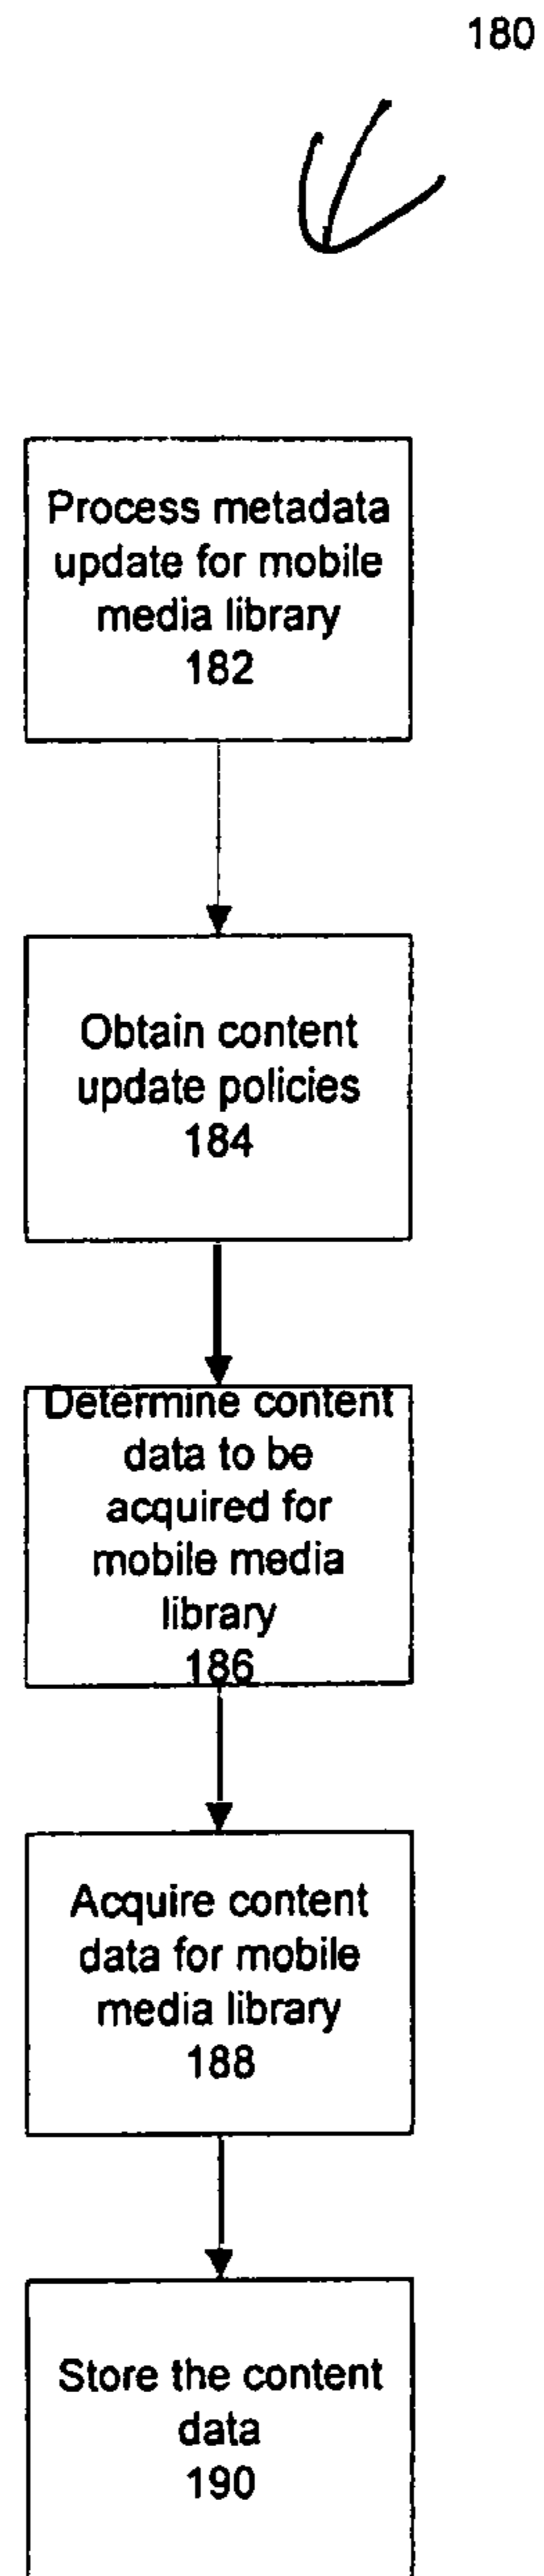 180
Process metadata
update for mobile
media library
182
Obtain content
update policies
184
Determine content
data to be
acquired for
mobile media
library
186
Acquire content
data for mobile
media library
188
Store the content
data
190